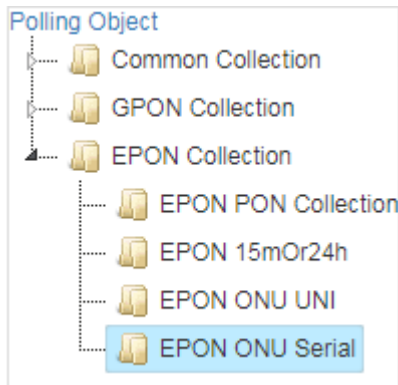 Polling Object
Common Collection
GPON Collection
EPON Collection
EPON PON Collection
EPON 15mOr24h
EPON ONU UNI
EPON ONU Serial